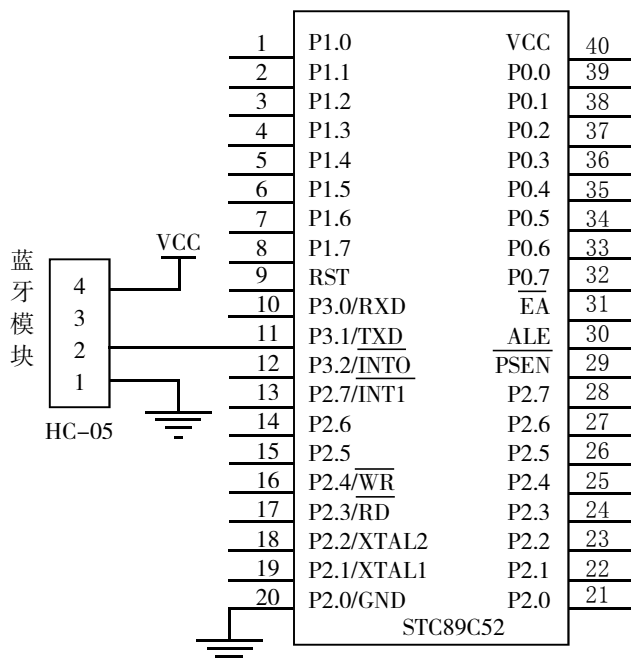 1 P1.0 VCC 40
2 P1.1 P0.0 39
3 P1.2 P0.1 38
4 P1.3 P0.2 37
5 P1.4 P0.3 36
6 P1.5 P0.4 35
7 P1.6 P0.5 34
8 P1.7 P0.6 33
9 RST P0.7 32
10 P3.0/RXD EA 31
11 P3.1/TXD ALE 30
12 P3.2/INTO PSEN 29
13 P2.7/INT1 P2.7 28
14 P2.6 P2.6 27
15 P2.5 P2.5 26
16 P2.4/WR P2.4 25
17 P2.3/RD P2.3 24
18 P2.2/XTAL2 P2.2 23
19 P2.1/XTAL1 P2.1 22
20 P2.0/GND P2.0 21
STC89C52
VCC
蓝牙模块
4
3
2
1
HC-05